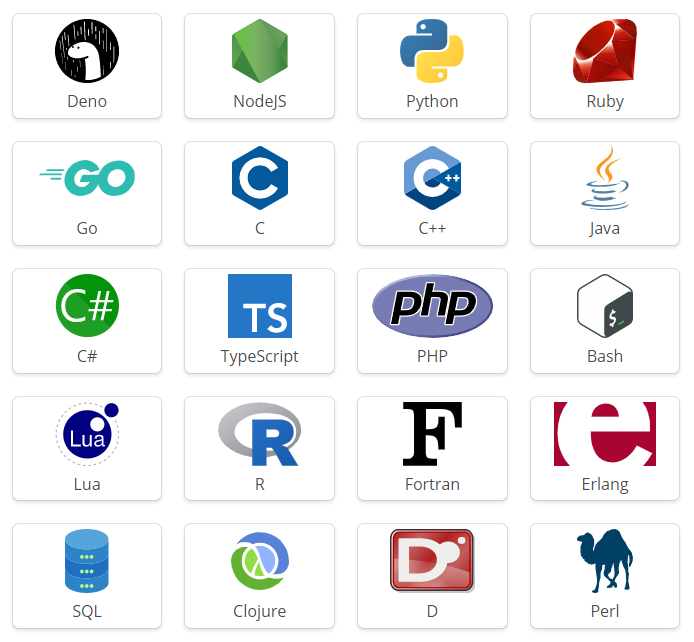 Deno
NodeJS
Python
Ruby
GO
C
C++
Go
C
C++
Java
C#
TS
php
$_
C#
TypeScript
PHP
Bash
Lua
R
F
e
Lua
R
Fortran
Erlang
D
SQL
Clojure
D
Perl